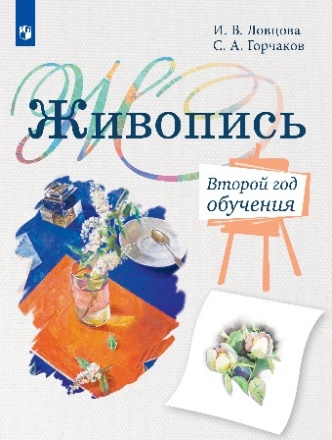 И. В. Ловцова
С. А. Горчаков
Живопись
Второй год
обучения